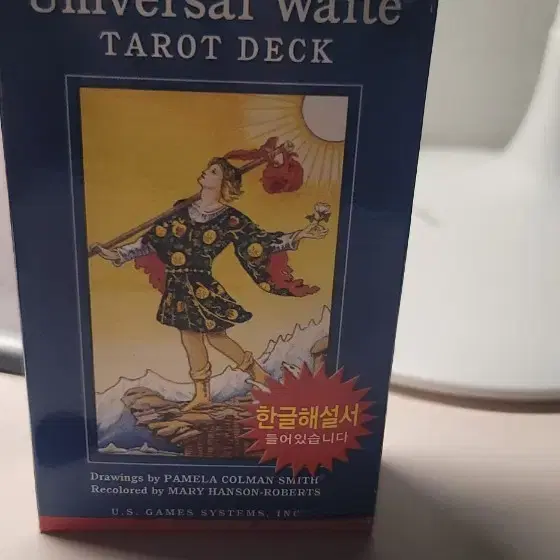 Universal Waite
TAROT DECK
한글해설서
들어있습니다
Drawings by PAMELA COLMAN SMITH
Recolored by MARY HANSON-ROBERTS
U.S. GAMES SYSTEMS, INC